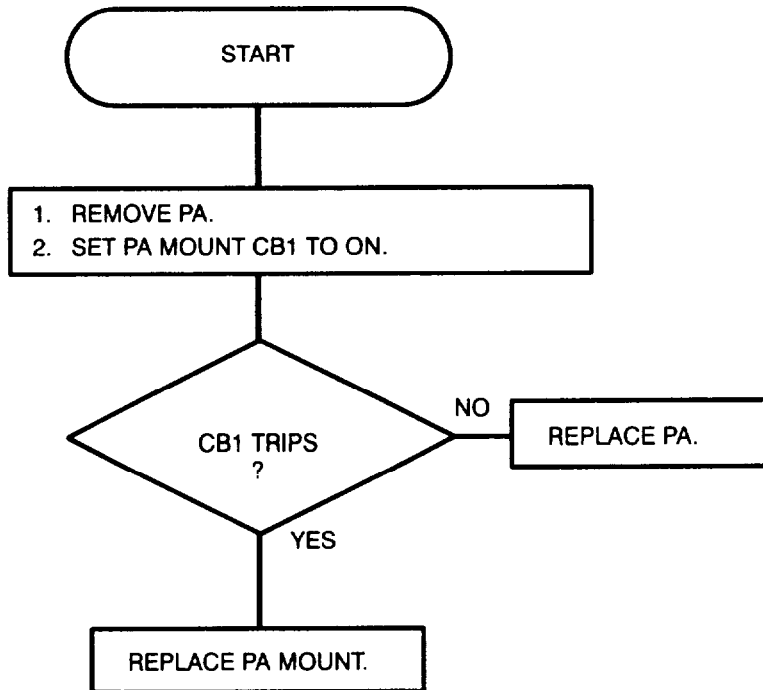 START
1. REMOVE PA.
2. SET PA MOUNT CB1 TO ON.
CB1 TRIPS
?
NO
REPLACE PA.
YES
REPLACE PA MOUNT.